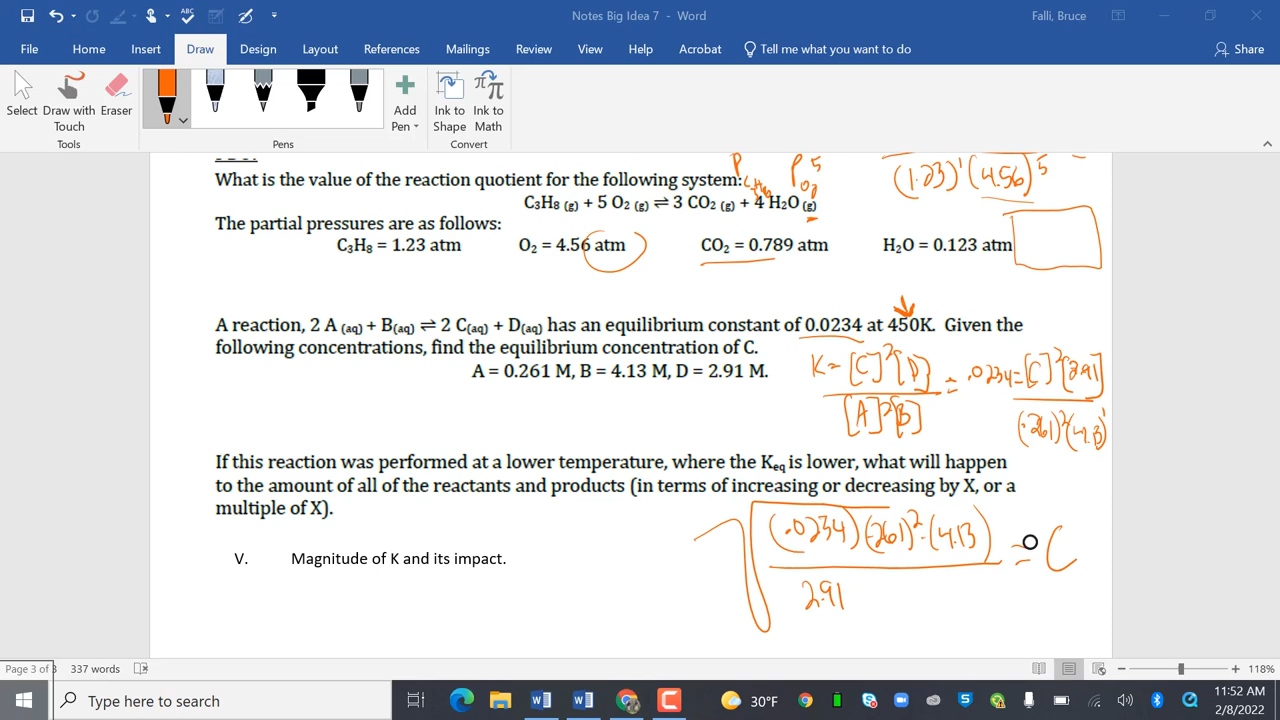 Notes Big Idea 7 - Word
Falli, Bruce
File Home Insert Draw Design Layout References Mailings Review View Help Acrobat Tell me what you want to do Share
Select Draw with Touch Eraser Add Pen Ink to Shape Ink to Math
Tools Pens Convert
What is the value of the reaction quotient for the following system:
P P 5
C3H8 O2
(1.23)¹ (4.56)⁵
C₃H₈ (g) + 5 O₂ (g) ⇌ 3 CO₂ (g) + 4 H₂O (g)
The partial pressures are as follows:
C₃H₈ = 1.23 atm O₂ = 4.56 atm CO₂ = 0.789 atm H₂O = 0.123 atm
A reaction, 2 A (aq) + B(aq) ⇌ 2 C(aq) + D(aq) has an equilibrium constant of 0.0234 at 450K. Given the
following concentrations, find the equilibrium concentration of C.
A = 0.261 M, B = 4.13 M, D = 2.91 M.
K = [C]²[D] = .0234 = [C]²[2.91]
[A]²[B] (.261)²(4.13)¹
If this reaction was performed at a lower temperature, where the Keq is lower, what will happen
to the amount of all of the reactants and products (in terms of increasing or decreasing by X, or a
multiple of X).
√ (.0234)(.261)²·(4.13) = C
2.91
V. Magnitude of K and its impact.
Page 3 of 3 337 words 118%
Type here to search 30°F 11:52 AM
2/8/2022